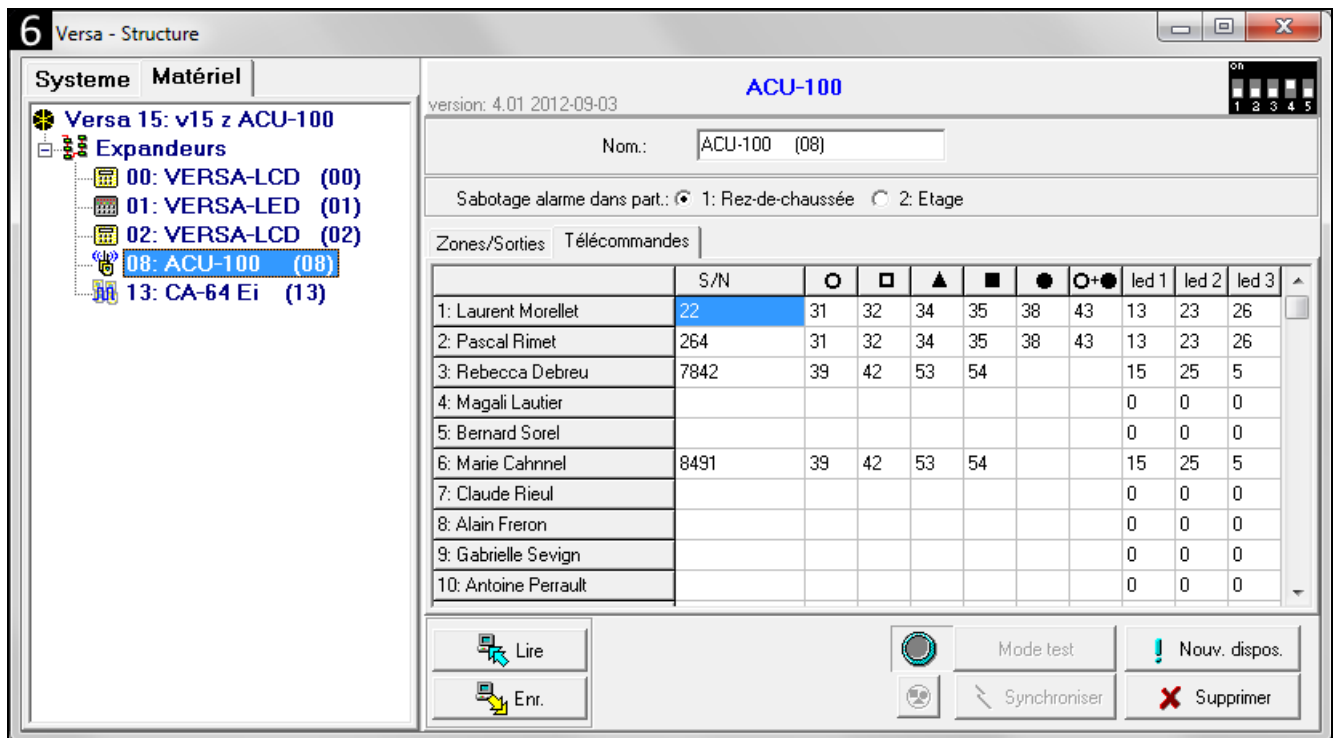 6 Versa - Structure
Systeme Matériel
Versa 15: v15 z ACU-100
Expandeurs
00: VERSA-LCD (00)
01: VERSA-LED (01)
02: VERSA-LCD (02)
08: ACU-100 (08)
13: CA-64 Ei (13)
version: 4.01 2012-09-03
ACU-100
on
1 2 3 4 5
Nom.: ACU-100 (08)
Sabotage alarme dans part.: 1: Rez-de-chaussée 2: Etage
Zones/Sorties Télécommandes
S/N led 1 led 2 led 3
1: Laurent Morellet 22 31 32 34 35 38 43 13 23 26
2: Pascal Rimet 264 31 32 34 35 38 43 13 23 26
3: Rebecca Debreu 7842 39 42 53 54 15 25 5
4: Magali Lautier 0 0 0
5: Bernard Sorel 0 0 0
6: Marie Cahnnel 8491 39 42 53 54 15 25 5
7: Claude Rieul 0 0 0
8: Alain Freron 0 0 0
9: Gabrielle Sevign 0 0 0
10: Antoine Perrault 0 0 0
Lire Mode test Nouv. dispos.
Enr. Synchroniser Supprimer